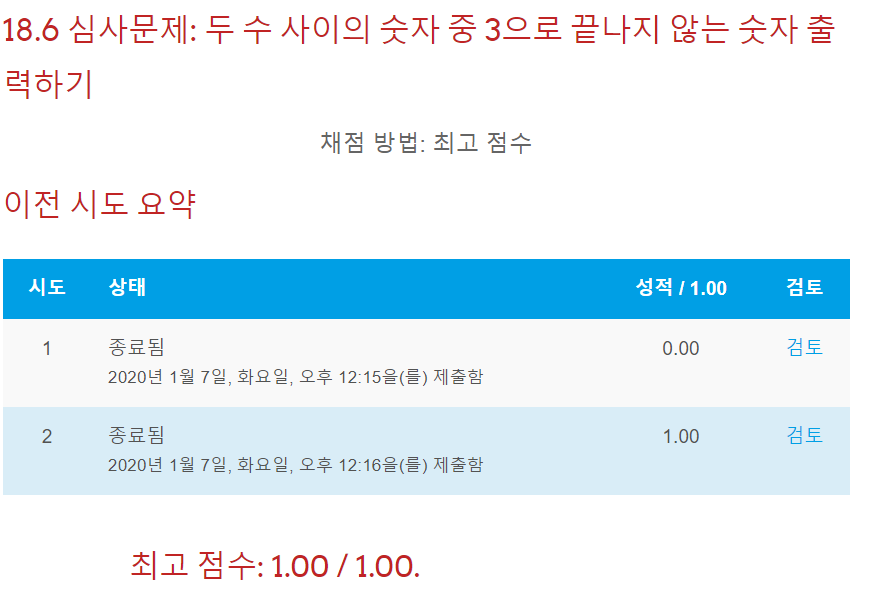 18.6 심사문제: 두 수 사이의 숫자 중 3으로 끝나지 않는 숫자 출
력하기
채점 방법: 최고 점수
이전 시도 요약
시도 상태 성적 / 1.00 검토
1 종료됨 0.00 검토
2020년 1월 7일, 화요일, 오후 12:15을(를) 제출함
2 종료됨 1.00 검토
2020년 1월 7일, 화요일, 오후 12:16을(를) 제출함
최고 점수: 1.00 / 1.00.